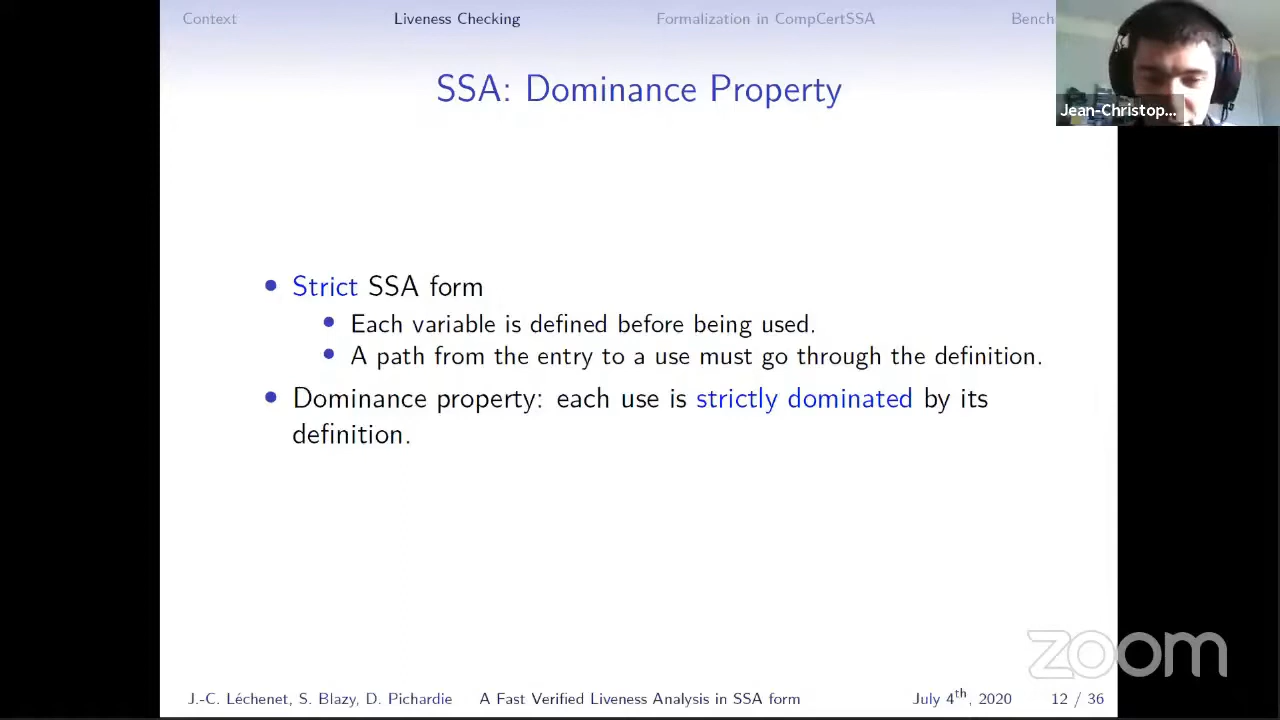 Context
Liveness Checking
Formalization in CompCertSSA
Bench
SSA: Dominance Property
Jean-Christop...
• Strict SSA form
• Each variable is defined before being used.
• A path from the entry to a use must go through the definition.
• Dominance property: each use is strictly dominated by its
definition.
zoom
J.-C. Léchenet, S. Blazy, D. Pichardie
A Fast Verified Liveness Analysis in SSA form
July 4th, 2020
12 / 36